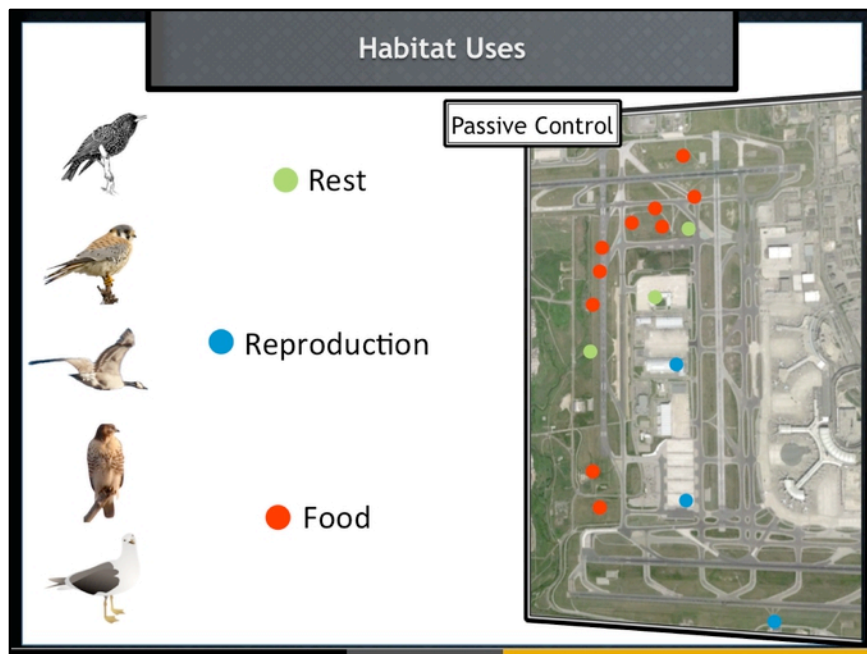 Habitat Uses
Passive Control
Rest
Reproduction
Food